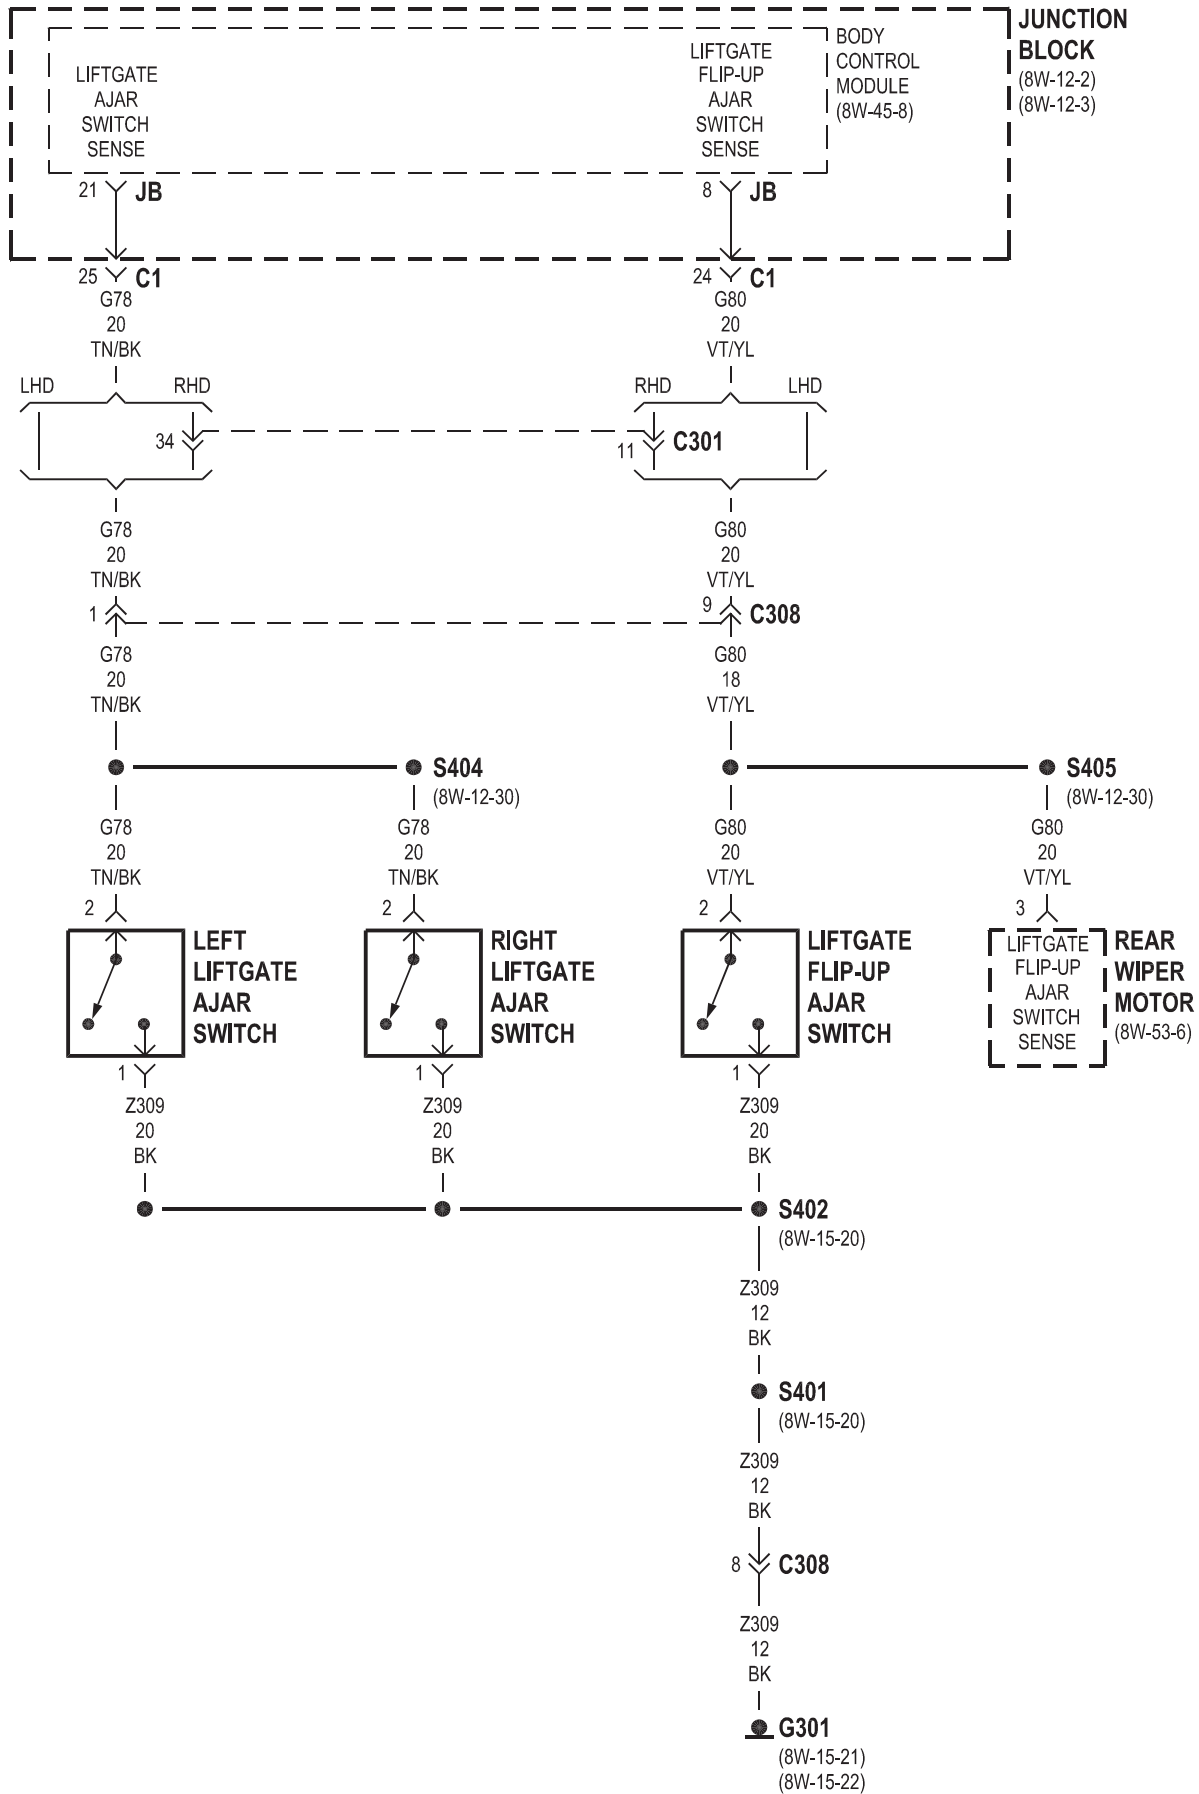 JUNCTION
BLOCK
(8W-12-2)
(8W-12-3)
BODY
CONTROL
MODULE
(8W-45-8)
LIFTGATE
AJAR
SWITCH
SENSE
LIFTGATE
FLIP-UP
AJAR
SWITCH
SENSE
21 JB
8 JB
25 C1
24 C1
G78
20
TN/BK
G80
20
VT/YL
LHD RHD
RHD LHD
34
11 C301
G78
20
TN/BK
G80
20
VT/YL
1
9 C308
G78
20
TN/BK
G80
18
VT/YL
S404
(8W-12-30)
S405
(8W-12-30)
G78
20
TN/BK
G78
20
TN/BK
G80
20
VT/YL
G80
20
VT/YL
2
2
2
3
LEFT
LIFTGATE
AJAR
SWITCH
RIGHT
LIFTGATE
AJAR
SWITCH
LIFTGATE
FLIP-UP
AJAR
SWITCH
LIFTGATE
FLIP-UP
AJAR
SWITCH
SENSE
REAR
WIPER
MOTOR
(8W-53-6)
1
1
1
Z309
20
BK
Z309
20
BK
Z309
20
BK
S402
(8W-15-20)
Z309
12
BK
S401
(8W-15-20)
Z309
12
BK
8 C308
Z309
12
BK
G301
(8W-15-21)
(8W-15-22)